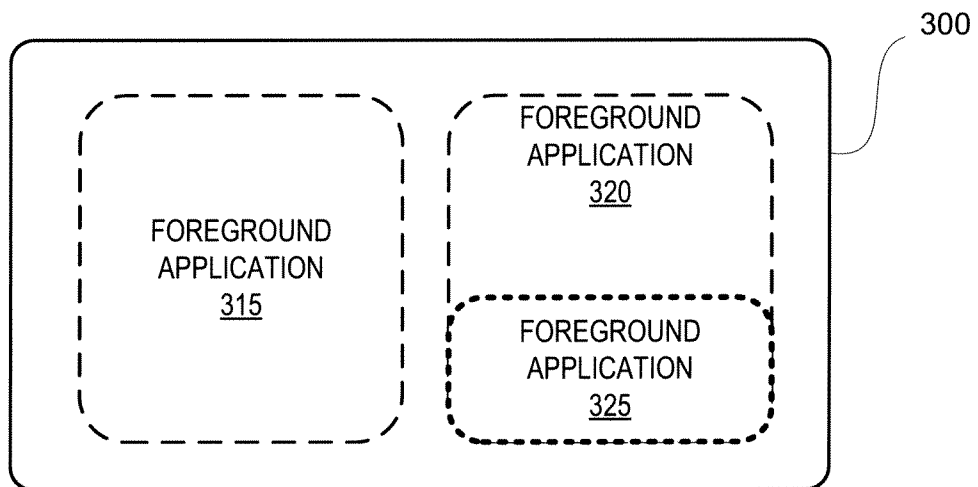 300
FOREGROUND
APPLICATION
320
FOREGROUND
APPLICATION
315
FOREGROUND
APPLICATION
325